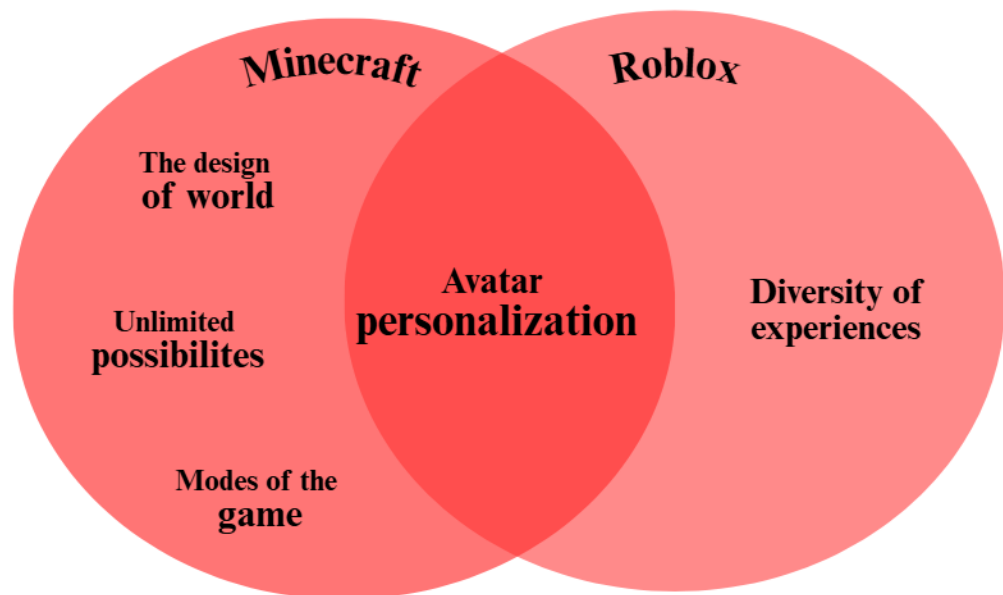 Minecraft
Roblox
The design
of world
Unlimited
possibilites
Modes of the
game
Avatar
personalization
Diversity of
experiences